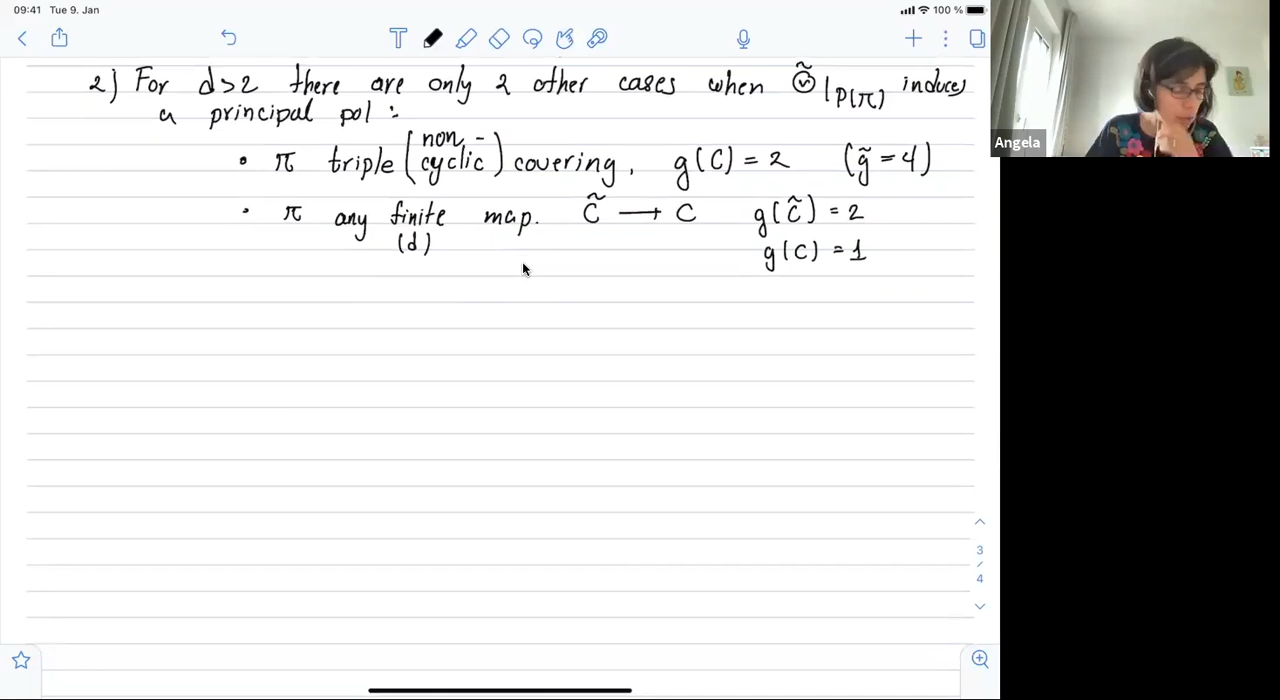 09:41 Tue 9. Jan 100 %
2) For d>2 there are only 2 other cases when Θ̃|P(π) induces
a principal pol :
• π triple (non-cyclic) covering, g(C) = 2 (g̃ = 4)
• π any finite map. C̃ → C g(C̃) = 2
(d) g(C) = 1
Angela
3
/
4